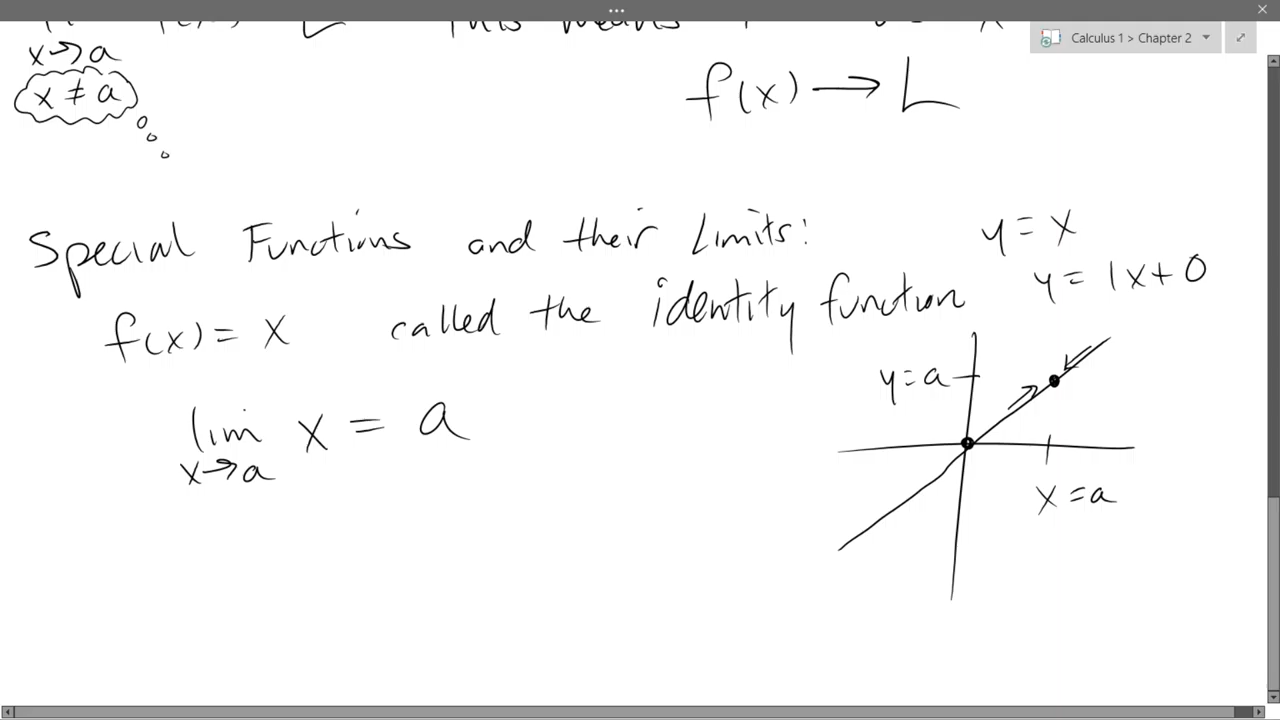 Calculus 1 > Chapter 2
x→a
x ≠ a
f(x) → L
Special Functions and their Limits:
y = x
y = 1x + 0
f(x) = x called the identity function
y = a
lim x = a
x→a
x = a